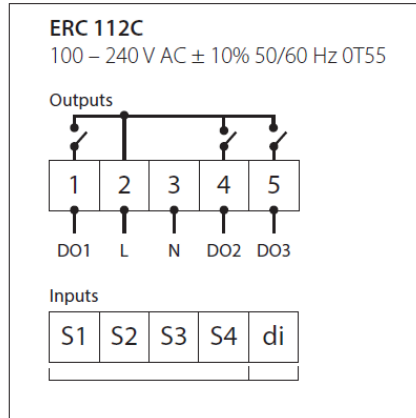 ERC 112C
100 – 240 V AC ± 10% 50/60 Hz 0T55
Outputs
1 2 3 4 5
DO1 L N DO2 DO3
Inputs
S1 S2 S3 S4 di